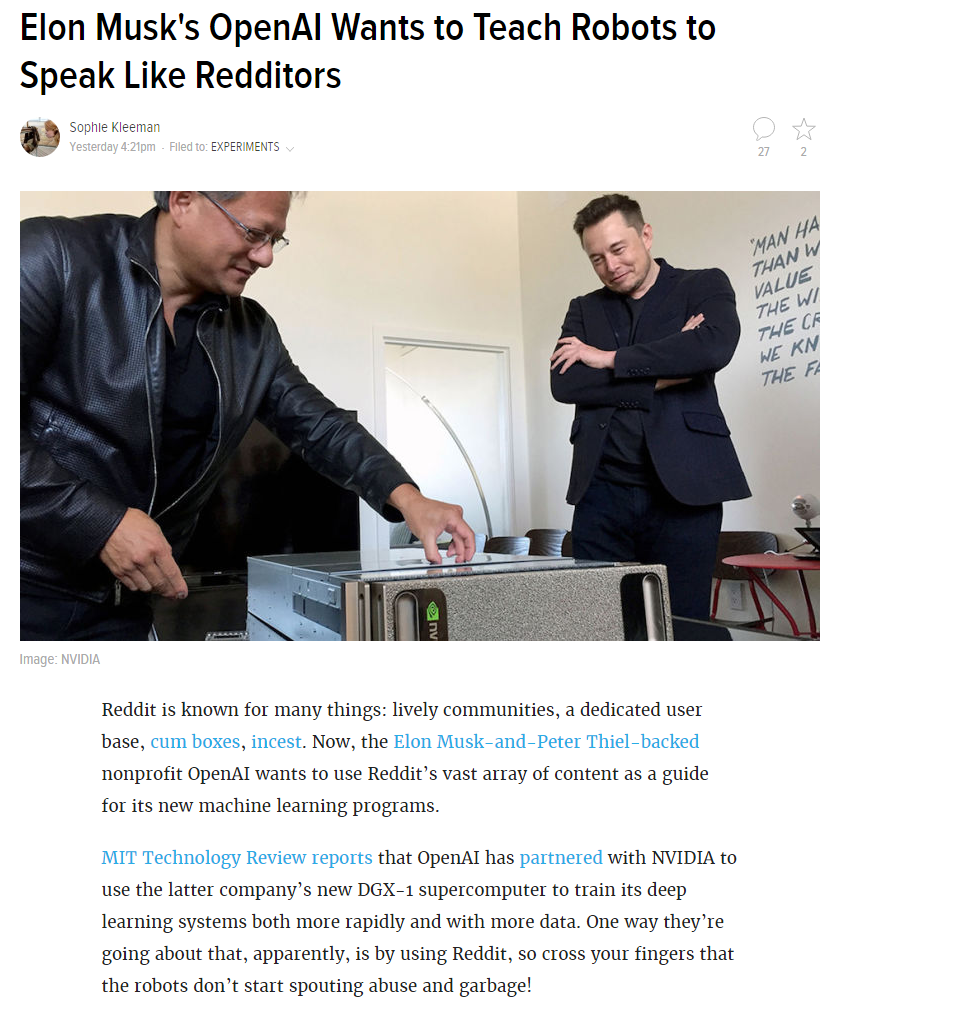 Elon Musk's OpenAI Wants to Teach Robots to
Speak Like Redditors
Sophie Kleeman
Yesterday 4:21pm · Filed to: EXPERIMENTS
27
2
"MAN HA
THAN W
VALUE
THE WI
THE CR
WE KN
THE FA
nv
Image: NVIDIA
Reddit is known for many things: lively communities, a dedicated user
base, cum boxes, incest. Now, the Elon Musk-and-Peter Thiel-backed
nonprofit OpenAI wants to use Reddit’s vast array of content as a guide
for its new machine learning programs.
MIT Technology Review reports that OpenAI has partnered with NVIDIA to
use the latter company’s new DGX-1 supercomputer to train its deep
learning systems both more rapidly and with more data. One way they’re
going about that, apparently, is by using Reddit, so cross your fingers that
the robots don’t start spouting abuse and garbage!